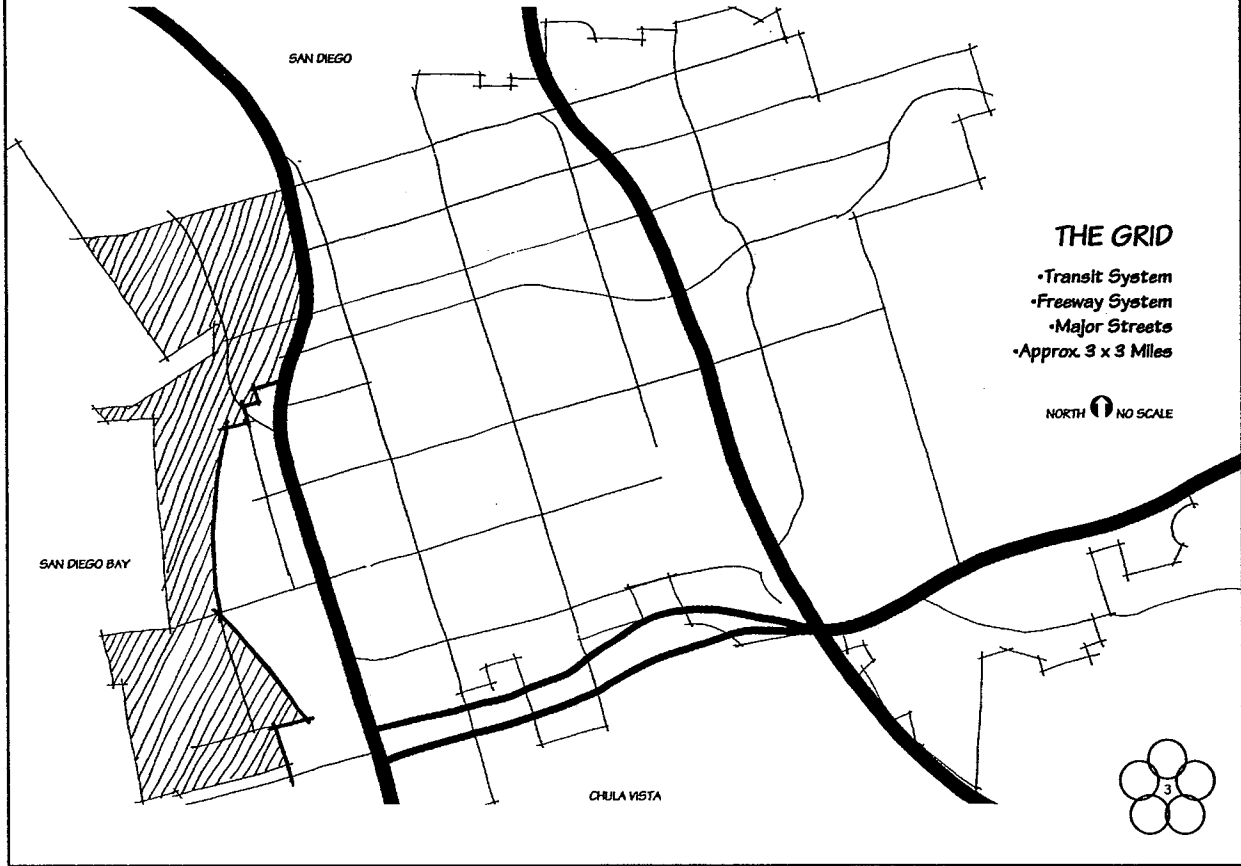 SAN DIEGO
THE GRID
•Transit System
•Freeway System
•Major Streets
•Approx. 3 x 3 Miles
NORTH NO SCALE
SAN DIEGO BAY
CHULA VISTA
3